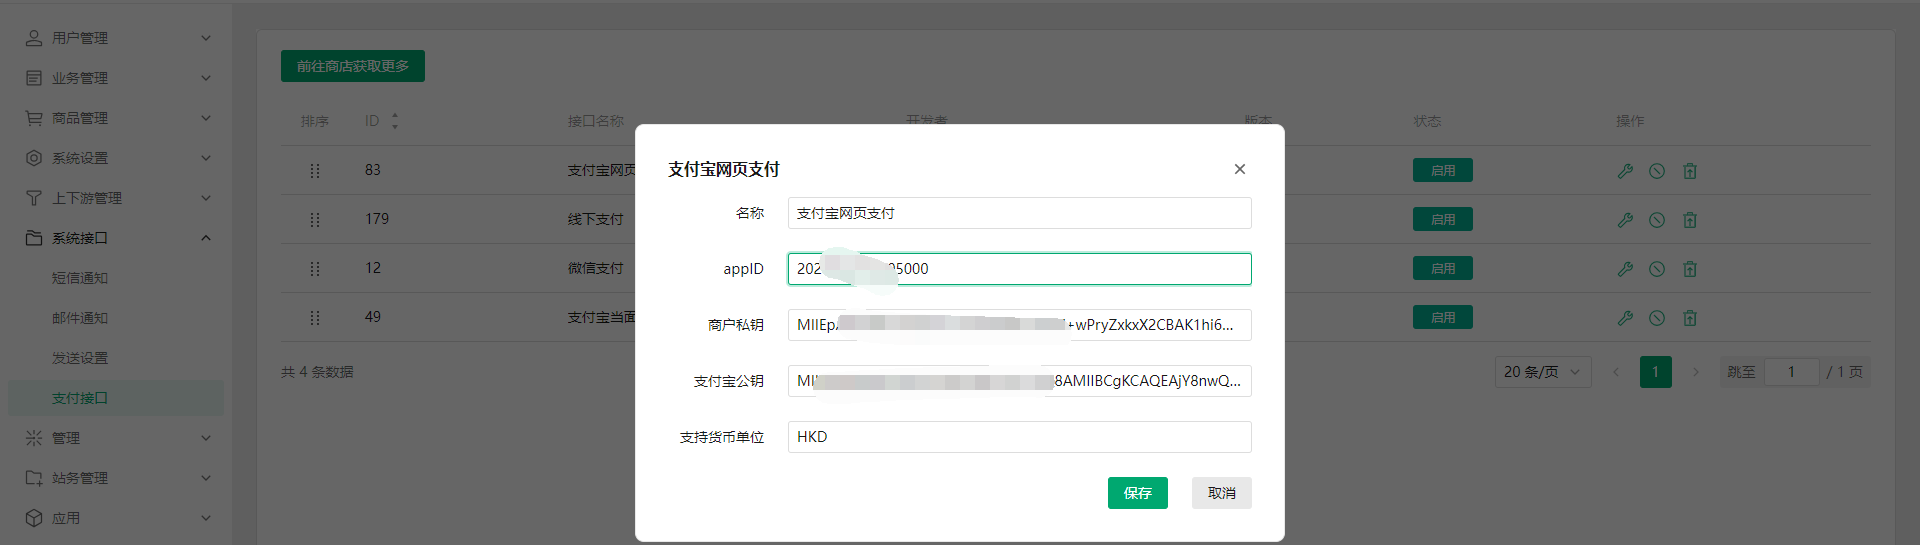 用户管理
业务管理
商品管理
系统设置
上下游管理
系统接口
短信通知
邮件通知
发送设置
支付接口
管理
站务管理
应用
前往商店获取更多
排序 ID 接口名称 开发者 版本 状态 操作
83 支付宝网页 启用
179 线下支付 启用
12 微信支付 启用
49 支付宝当面 启用
共 4 条数据
20 条/页 1 跳至 1 / 1 页
支付宝网页支付
名称 支付宝网页支付
appID 202 05000
商户私钥 MIIEp +wPryZxkxX2CBAK1hi6...
支付宝公钥 MI 8AMIIBCgKCAQEAjY8nwQ...
支持货币单位 HKD
保存 取消